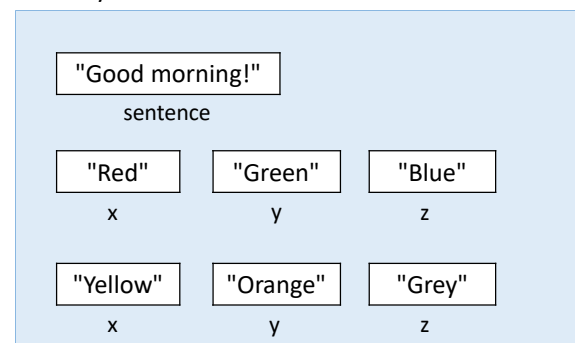 "Good morning!"
sentence
"Red" "Green" "Blue"
x y z
"Yellow" "Orange" "Grey"
x y z